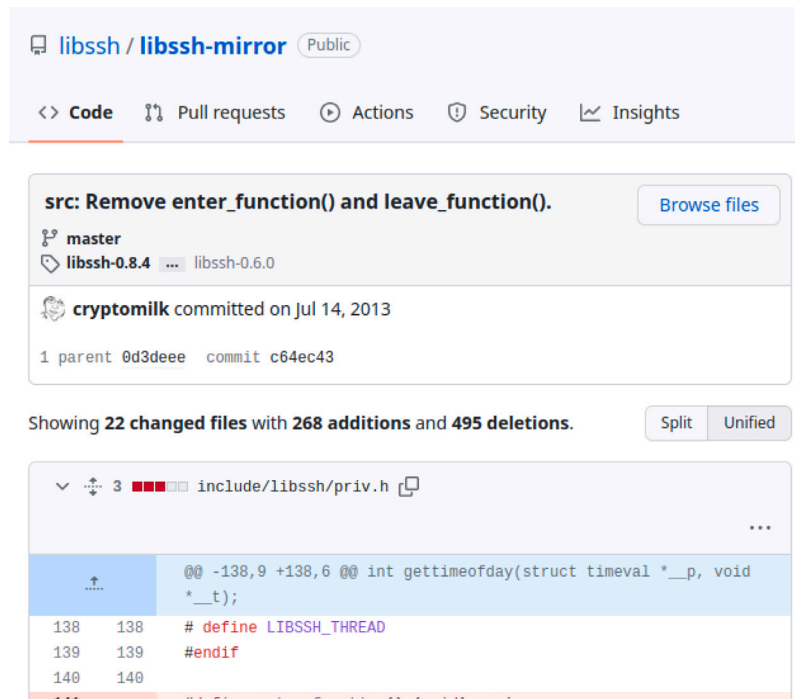 libssh / libssh-mirror Public
<> Code Pull requests Actions Security Insights
src: Remove enter_function() and leave_function(). Browse files
master
libssh-0.8.4 ... libssh-0.6.0
cryptomilk committed on Jul 14, 2013
1 parent 0d3deee commit c64ec43
Showing 22 changed files with 268 additions and 495 deletions. Split Unified
3 include/libssh/priv.h
...
@@ -138,9 +138,6 @@ int gettimeofday(struct timeval *__p, void
*__t);
138 138 # define LIBSSH_THREAD
139 139 #endif
140 140